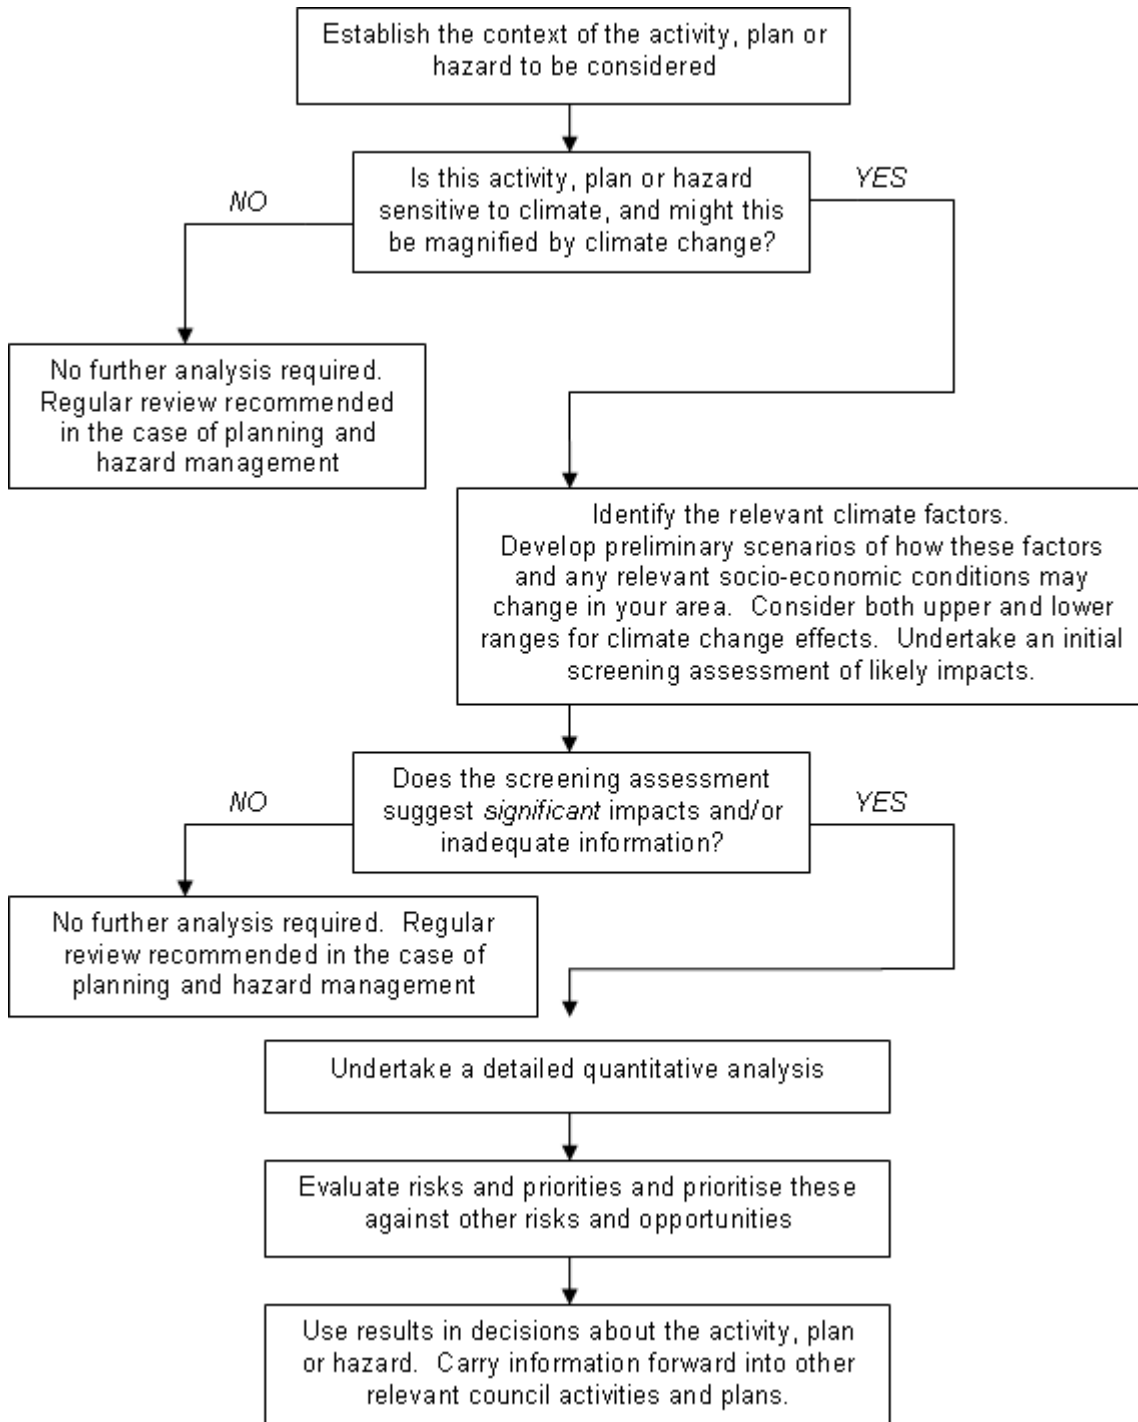 Establish the context of the activity, plan or
hazard to be considered
Is this activity, plan or hazard
sensitive to climate, and might this
be magnified by climate change?
NO
YES
No further analysis required.
Regular review recommended
in the case of planning and
hazard management
Identify the relevant climate factors.
Develop preliminary scenarios of how these factors
and any relevant socio-economic conditions may
change in your area.  Consider both upper and lower
ranges for climate change effects.  Undertake an initial
screening assessment of likely impacts.
Does the screening assessment
suggest significant impacts and/or
inadequate information?
NO
YES
No further analysis required.  Regular
review recommended in the case of
planning and hazard management
Undertake a detailed quantitative analysis
Evaluate risks and priorities and prioritise these
against other risks and opportunities
Use results in decisions about the activity, plan
or hazard.  Carry information forward into other
relevant council activities and plans.